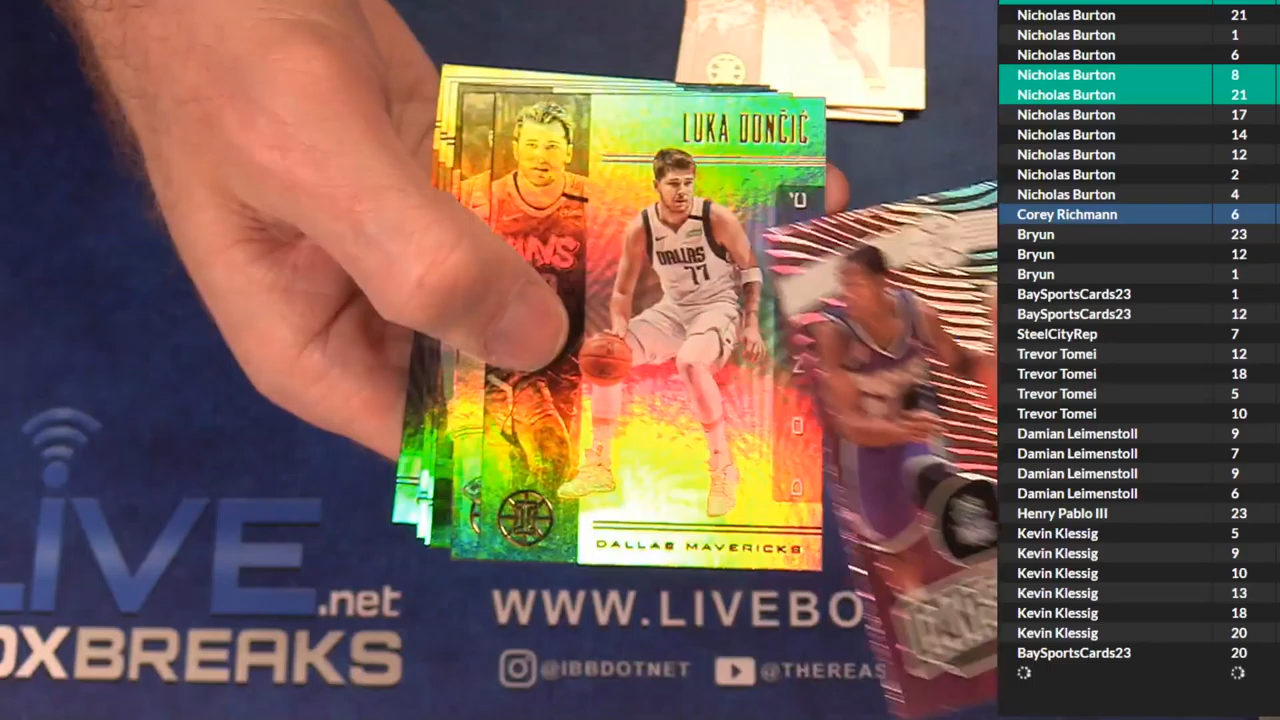 LUKA DONČIĆ
DALLAS
77
DALLAS MAVERICKS
LIVE
.net
OXBREAKS
WWW.LIVEBO
@IBBDOTNET
@THEREAS
Nicholas Burton 21
Nicholas Burton 1
Nicholas Burton 6
Nicholas Burton 8
Nicholas Burton 21
Nicholas Burton 17
Nicholas Burton 14
Nicholas Burton 12
Nicholas Burton 2
Nicholas Burton 4
Corey Richmann 6
Bryun 23
Bryun 12
Bryun 1
BaySportsCards23 1
BaySportsCards23 12
SteelCityRep 7
Trevor Tomei 12
Trevor Tomei 18
Trevor Tomei 5
Trevor Tomei 10
Damian Leimenstoll 9
Damian Leimenstoll 7
Damian Leimenstoll 9
Damian Leimenstoll 6
Henry Pablo III 23
Kevin Klessig 5
Kevin Klessig 9
Kevin Klessig 10
Kevin Klessig 13
Kevin Klessig 18
Kevin Klessig 20
BaySportsCards23 20